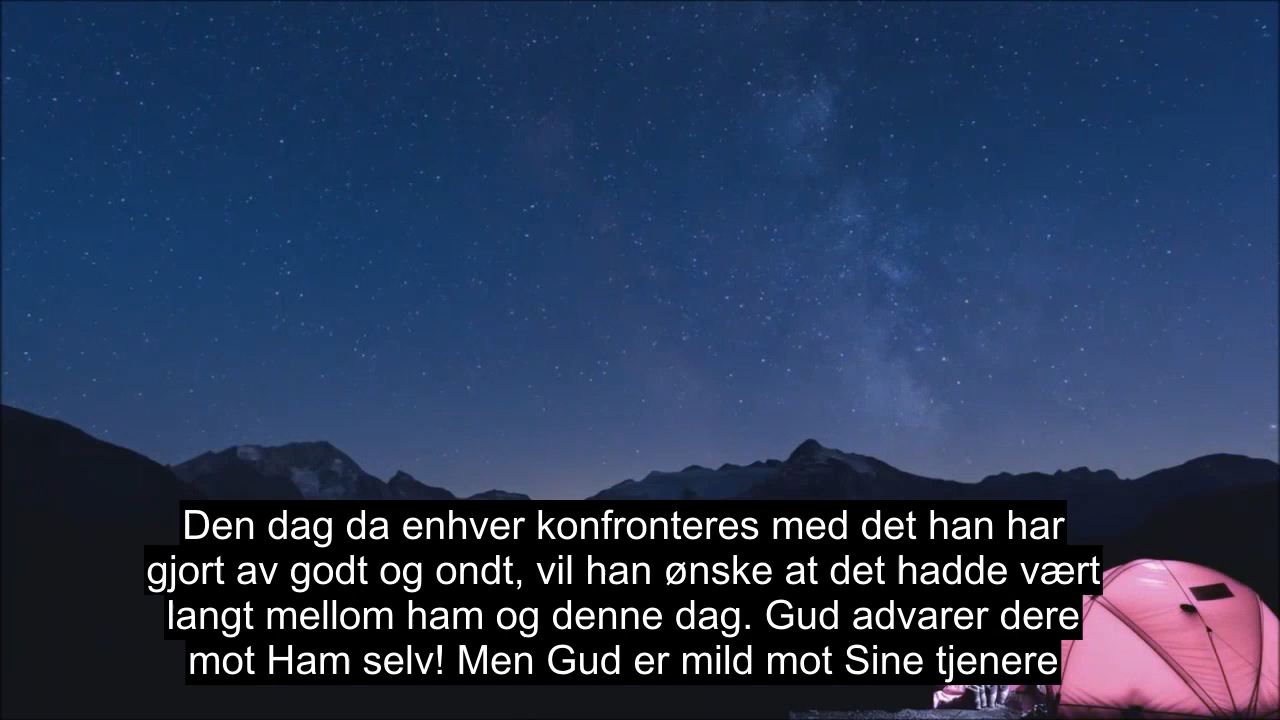 Den dag da enhver konfronteres med det han har
gjort av godt og ondt, vil han ønske at det hadde vært
langt mellom ham og denne dag. Gud advarer dere
mot Ham selv! Men Gud er mild mot Sine tjenere